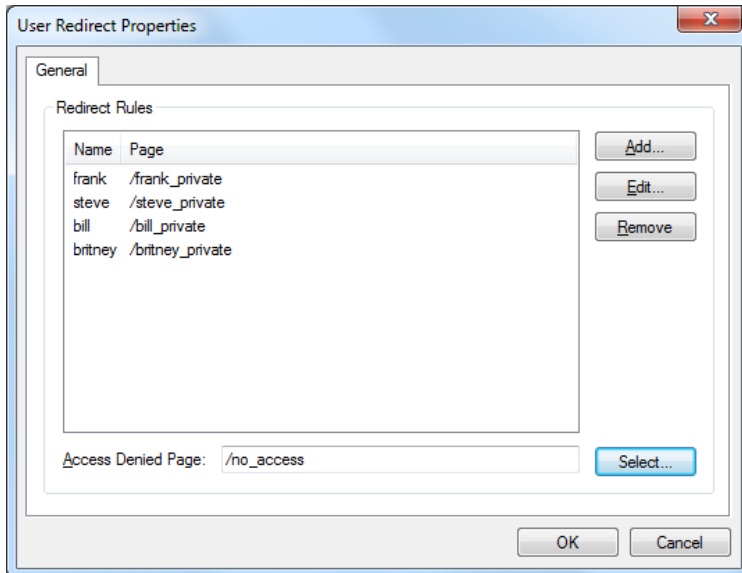 User Redirect Properties
General
Redirect Rules
Name Page
frank /frank_private
steve /steve_private
bill /bill_private
britney /britney_private
Add...
Edit...
Remove
Access Denied Page: /no_access
Select...
OK Cancel